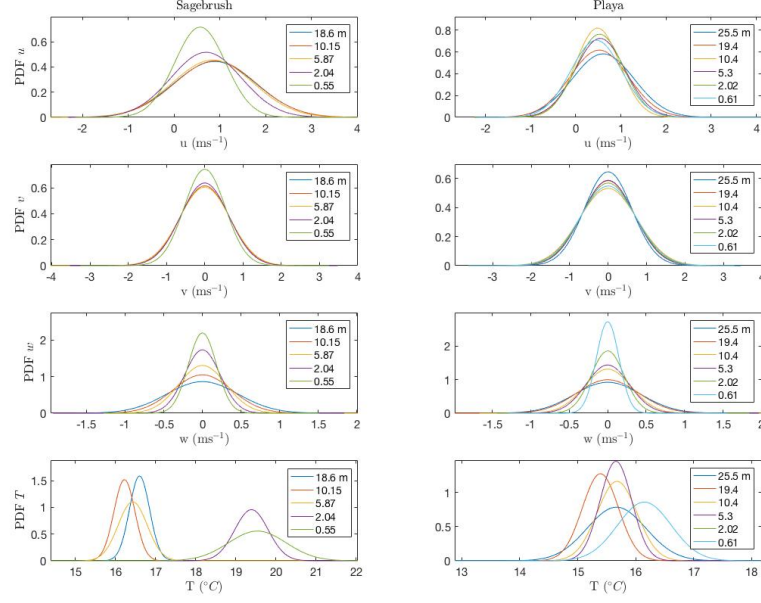 Sagebrush
PDF u
0.6
0.4
0.2
0
18.6 m
10.15
5.87
2.04
0.55
-2 -1 0 1 2 3 4
u (ms⁻¹)
Playa
0.8
0.6
0.4
0.2
0
25.5 m
19.4
10.4
5.3
2.02
0.61
-2 -1 0 1 2 3 4
u (ms⁻¹)
PDF v
0.6
0.4
0.2
0
18.6 m
10.15
5.87
2.04
0.55
-4 -3 -2 -1 0 1 2 3 4
v (ms⁻¹)
0.6
0.4
0.2
0
25.5 m
19.4
10.4
5.3
2.02
0.61
-3 -2 -1 0 1 2 3 4
v (ms⁻¹)
PDF w
2
1
0
18.6 m
10.15
5.87
2.04
0.55
-1.5 -1 -0.5 0 0.5 1 1.5 2
w (ms⁻¹)
2
1
0
25.5 m
19.4
10.4
5.3
2.02
0.61
-1.5 -1 -0.5 0 0.5 1 1.5 2
w (ms⁻¹)
PDF T
1.5
1
0.5
0
18.6 m
10.15
5.87
2.04
0.55
15 16 17 18 19 20 21 22
T (°C)
1
0.5
0
25.5 m
19.4
10.4
5.3
2.02
0.61
13 14 15 16 17 18
T (°C)